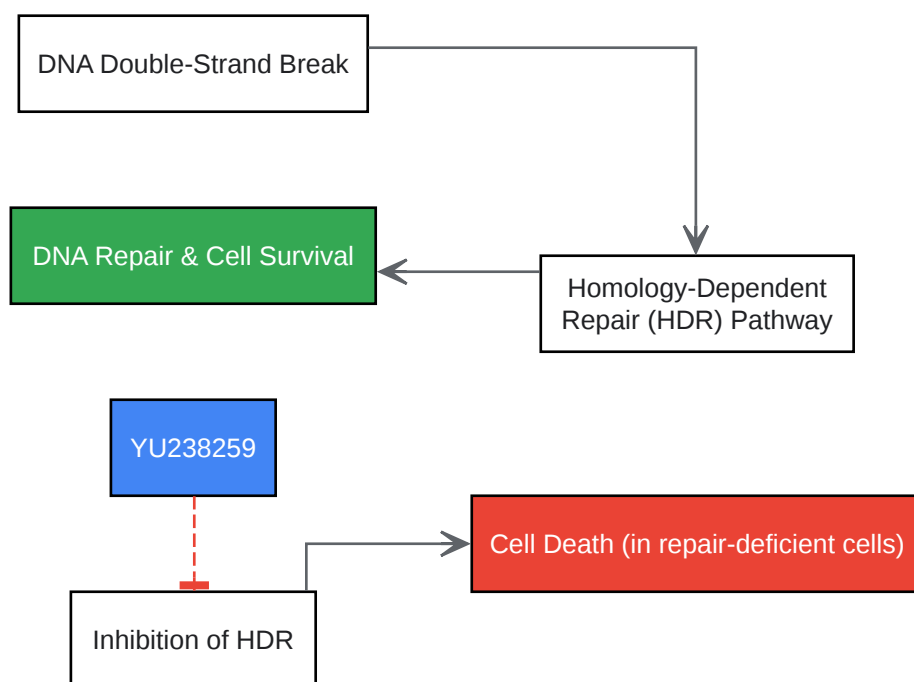 DNA Double-Strand Break
DNA Repair & Cell Survival
Homology-Dependent
Repair (HDR) Pathway
YU238259
Cell Death (in repair-deficient cells)
Inhibition of HDR